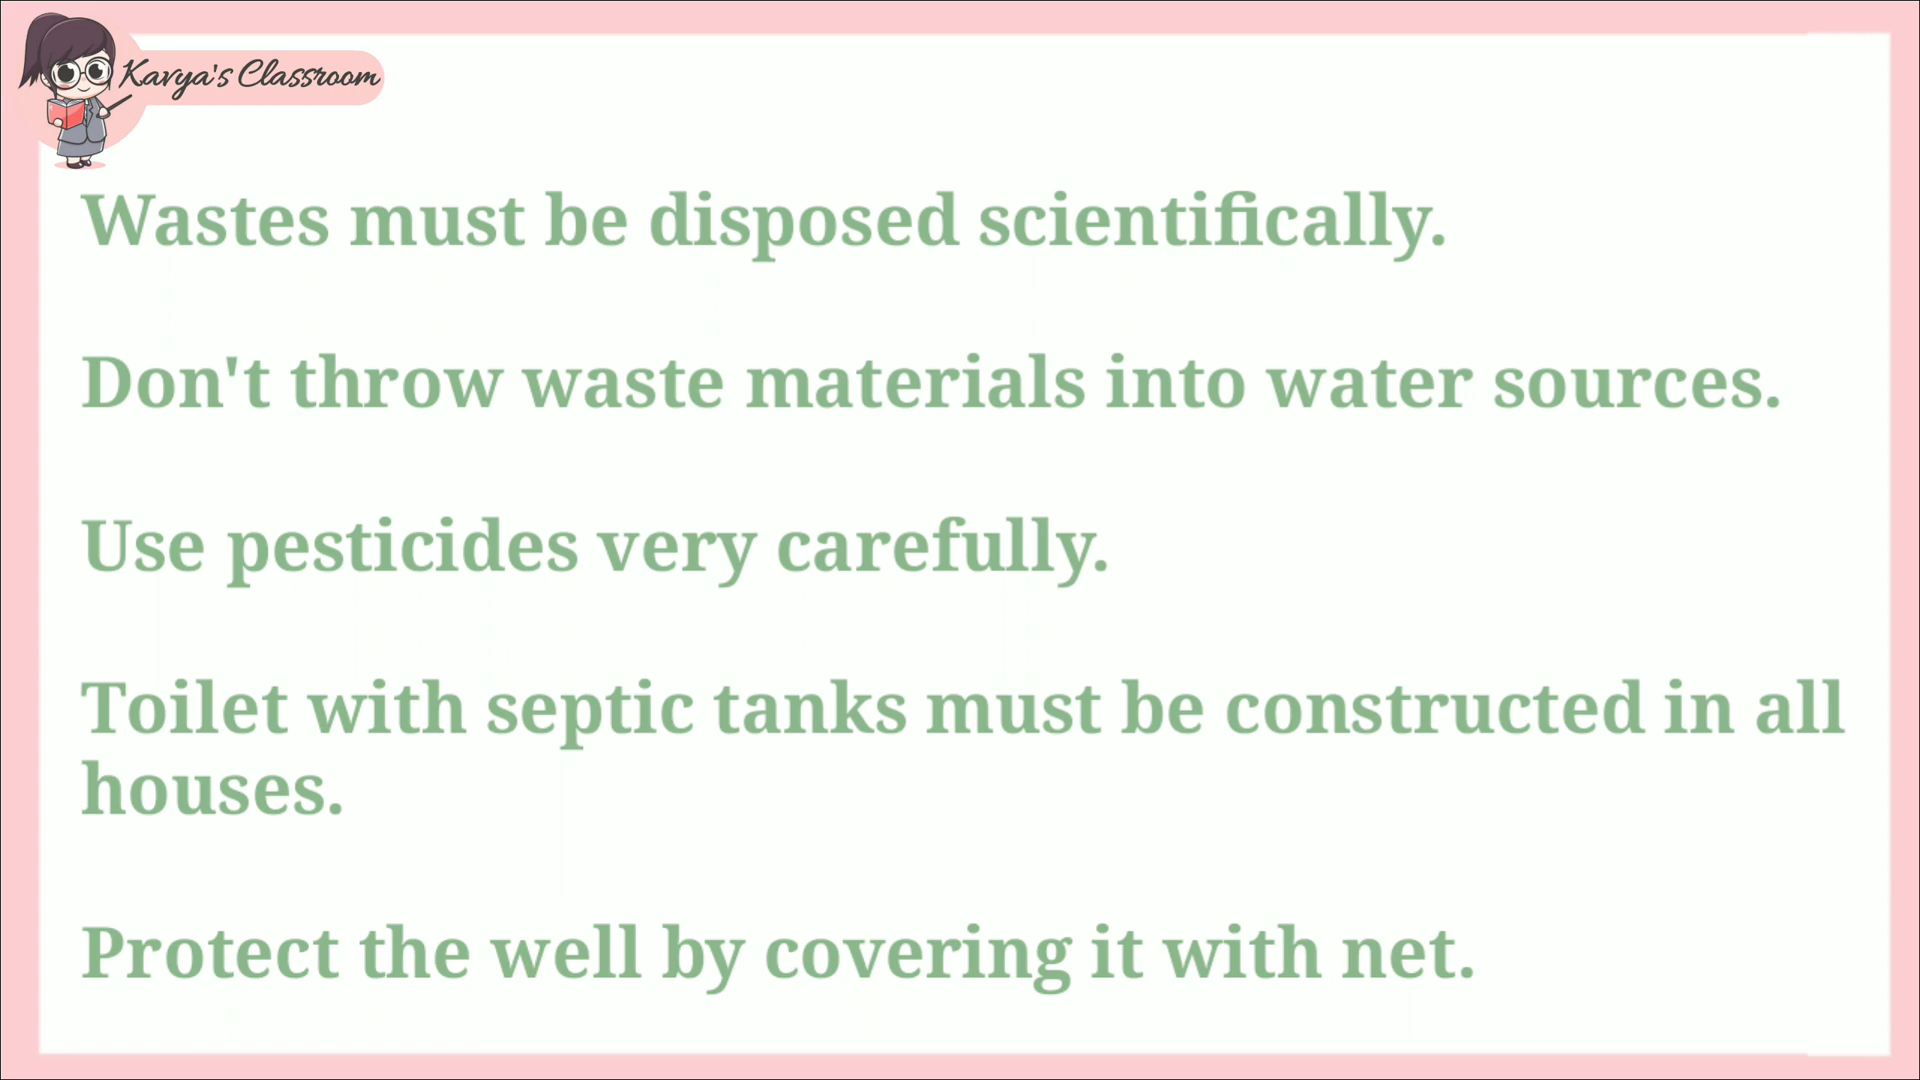 Kavya's Classroom
Wastes must be disposed scientifically.
Don't throw waste materials into water sources.
Use pesticides very carefully.
Toilet with septic tanks must be constructed in all
houses.
Protect the well by covering it with net.